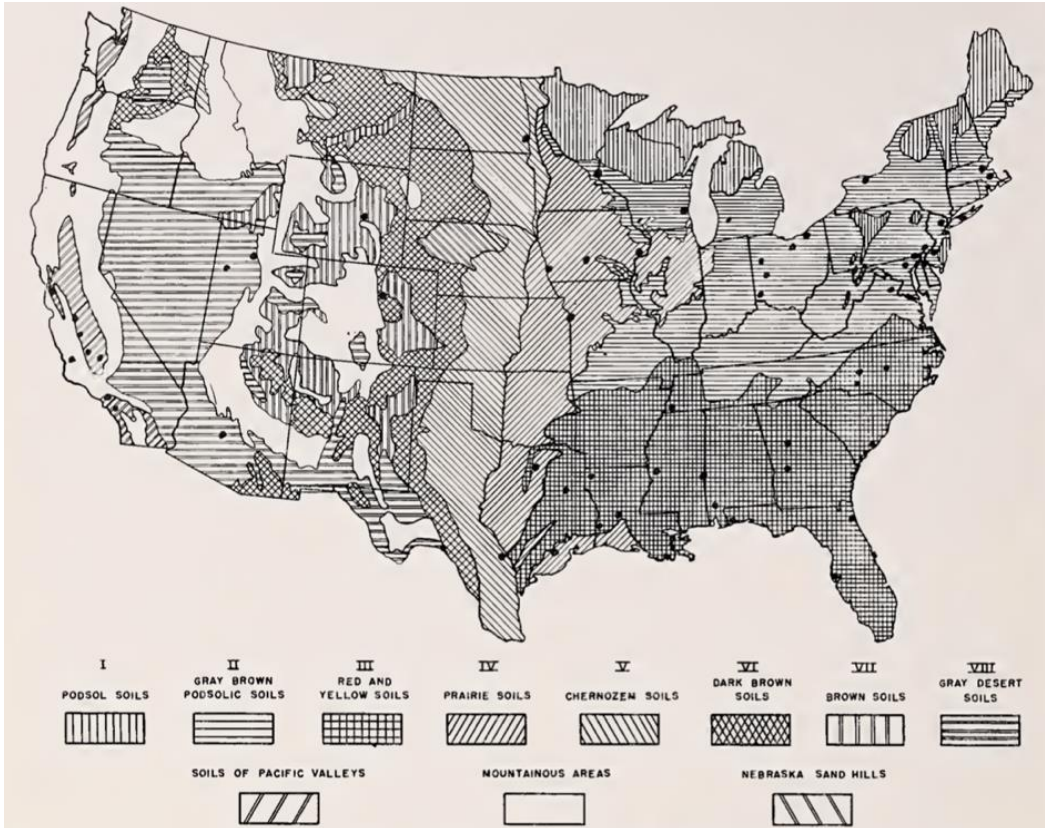 I
PODSOL SOILS
II
GRAY BROWN
PODSOLIC SOILS
III
RED AND
YELLOW SOILS
IV
PRAIRIE SOILS
V
CHERNOZEM SOILS
VI
DARK BROWN
SOILS
VII
BROWN SOILS
VIII
GRAY DESERT
SOILS
SOILS OF PACIFIC VALLEYS
MOUNTAINOUS AREAS
NEBRASKA SAND HILLS